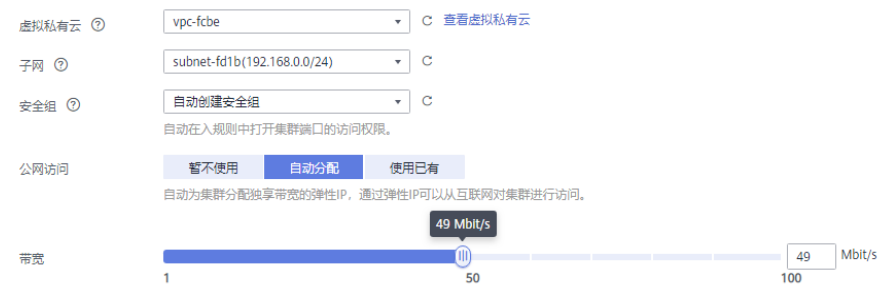 虚拟私有云 ? vpc-fcbe 查看虚拟私有云
子网 ? subnet-fd1b(192.168.0.0/24)
安全组 ? 自动创建安全组
自动在入规则中打开集群端口的访问权限。
公网访问 暂不使用 自动分配 使用已有
自动为集群分配独享带宽的弹性IP，通过弹性IP可以从互联网对集群进行访问。
49 Mbit/s
带宽 49 Mbit/s
1 50 100